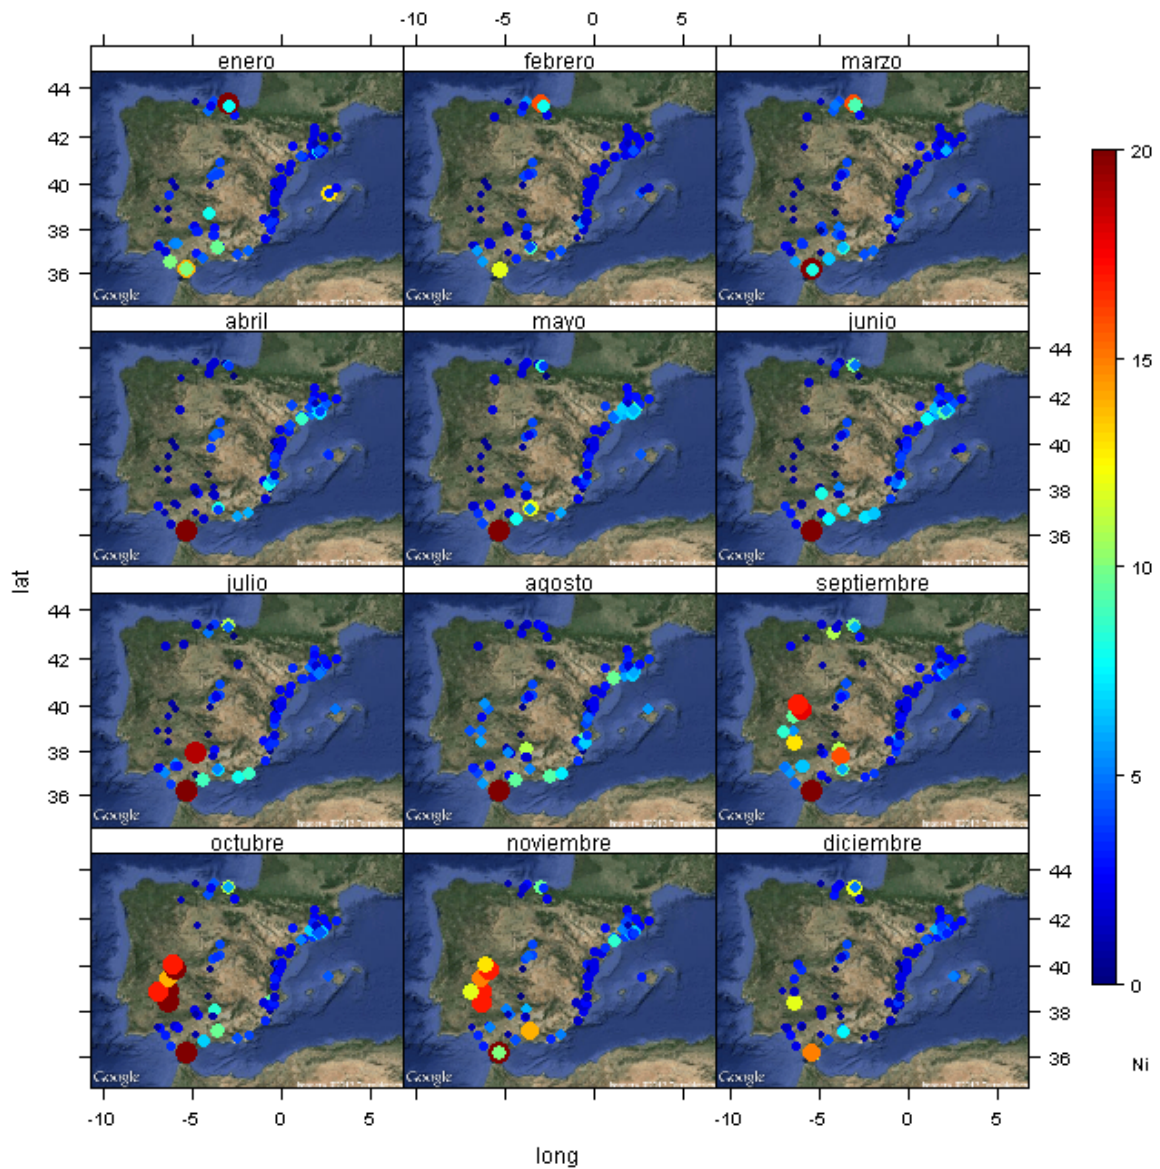 -10 -5 0 5
enero febrero marzo
44
42
40
38
36
Google Google Google
abril mayo junio
44
42
40
38
36
Google Google Google
julio agosto septiembre
44
42
40
38
36
Google Google Google
octubre noviembre diciembre
44
42
40
38
36
Google Google Google
-10 -5 0 5 -10 -5 0 5
long
lat
20
15
10
5
0
Ni